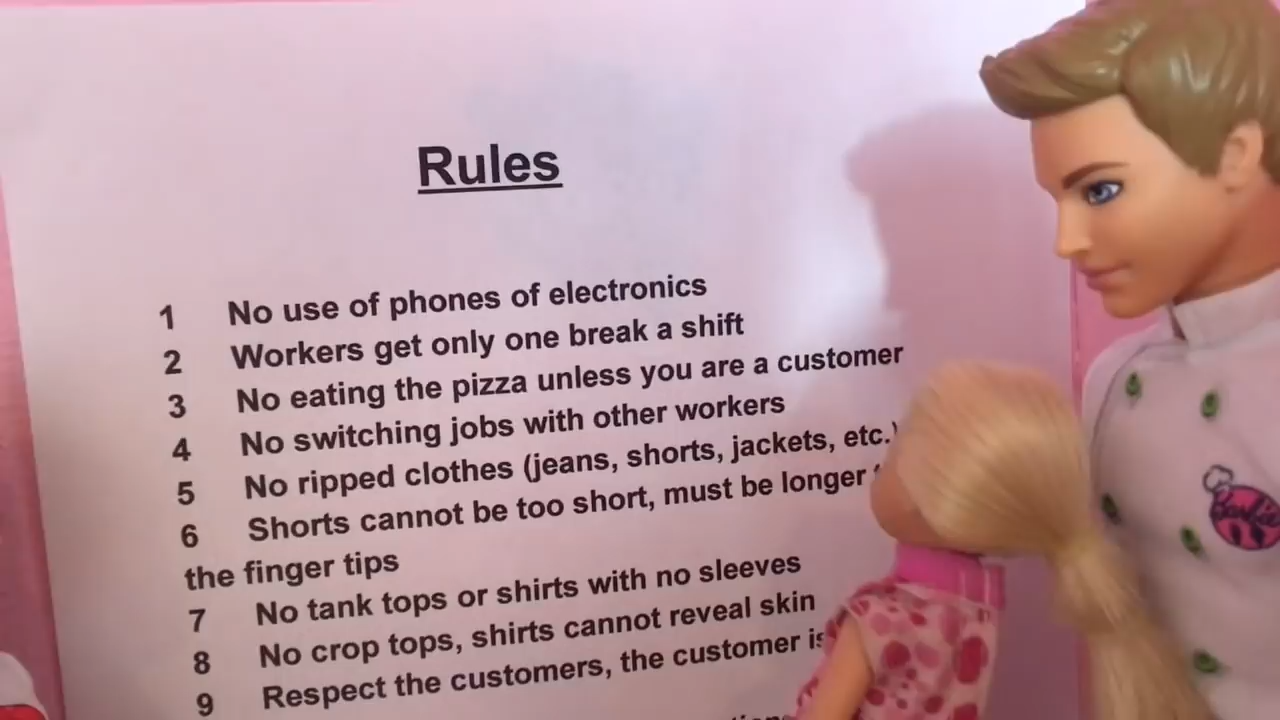 Rules
1 No use of phones of electronics
2 Workers get only one break a shift
3 No eating the pizza unless you are a customer
4 No switching jobs with other workers
5 No ripped clothes (jeans, shorts, jackets, etc.)
6 Shorts cannot be too short, must be longer
the finger tips
7 No tank tops or shirts with no sleeves
8 No crop tops, shirts cannot reveal skin
9 Respect the customers, the customer is
Barbie